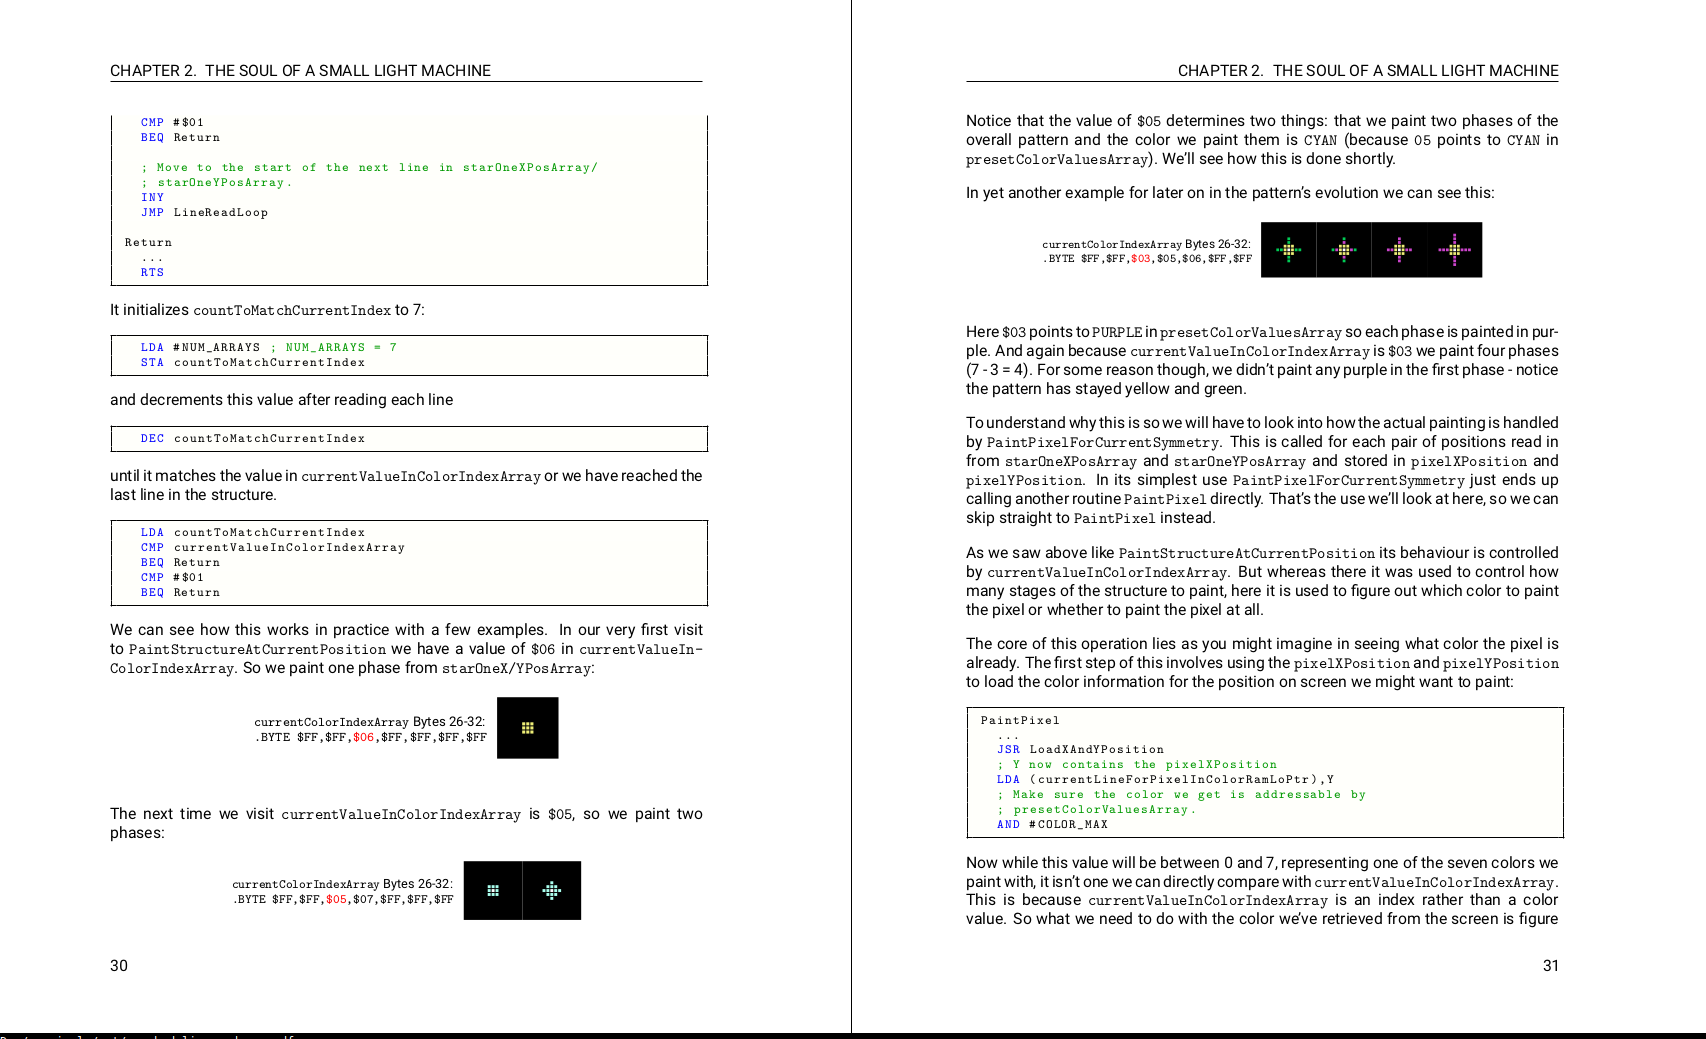 CHAPTER 2. THE SOUL OF A SMALL LIGHT MACHINE
CMP #$01
BEQ Return
; Move to the start of the next line in starOneXPosArray/
; starOneYPosArray.
INY
JMP LineReadLoop
Return
...
RTS
It initializes countToMatchCurrentIndex to 7:
LDA #NUM_ARRAYS ; NUM_ARRAYS = 7
STA countToMatchCurrentIndex
and decrements this value after reading each line
DEC countToMatchCurrentIndex
until it matches the value in currentValueInColorIndexArray or we have reached the
last line in the structure.
LDA countToMatchCurrentIndex
CMP currentValueInColorIndexArray
BEQ Return
CMP #$01
BEQ Return
We can see how this works in practice with a few examples. In our very first visit
to PaintStructureAtCurrentPosition we have a value of $06 in currentValueIn-
ColorIndexArray. So we paint one phase from starOneX/YPosArray:
currentColorIndexArray Bytes 26-32:
.BYTE $FF,$FF,$06,$FF,$FF,$FF,$FF
The next time we visit currentValueInColorIndexArray is $05, so we paint two
phases:
currentColorIndexArray Bytes 26-32:
.BYTE $FF,$FF,$05,$07,$FF,$FF,$FF
30
CHAPTER 2. THE SOUL OF A SMALL LIGHT MACHINE
Notice that the value of $05 determines two things: that we paint two phases of the
overall pattern and the color we paint them is CYAN (because 05 points to CYAN in
presetColorValuesArray). We'll see how this is done shortly.
In yet another example for later on in the pattern's evolution we can see this:
currentColorIndexArray Bytes 26-32:
.BYTE $FF,$FF,$03,$05,$06,$FF,$FF
Here $03 points to PURPLE in presetColorValuesArray so each phase is painted in pur-
ple. And again because currentValueInColorIndexArray is $03 we paint four phases
(7 - 3 = 4). For some reason though, we didn't paint any purple in the first phase - notice
the pattern has stayed yellow and green.
To understand why this is so we will have to look into how the actual painting is handled
by PaintPixelForCurrentSymmetry. This is called for each pair of positions read in
from starOneXPosArray and starOneYPosArray and stored in pixelXPosition and
pixelYPosition. In its simplest use PaintPixelForCurrentSymmetry just ends up
calling another routine PaintPixel directly. That's the use we'll look at here, so we can
skip straight to PaintPixel instead.
As we saw above like PaintStructureAtCurrentPosition its behaviour is controlled
by currentValueInColorIndexArray. But whereas there it was used to control how
many stages of the structure to paint, here it is used to figure out which color to paint
the pixel or whether to paint the pixel at all.
The core of this operation lies as you might imagine in seeing what color the pixel is
already. The first step of this involves using the pixelXPosition and pixelYPosition
to load the color information for the position on screen we might want to paint:
PaintPixel
...
JSR LoadXAndYPosition
; Y now contains the pixelXPosition
LDA (currentLineForPixelInColorRamLoPtr),Y
; Make sure the color we get is addressable by
; presetColorValuesArray.
AND #COLOR_MAX
Now while this value will be between 0 and 7, representing one of the seven colors we
paint with, it isn't one we can directly compare with currentValueInColorIndexArray.
This is because currentValueInColorIndexArray is an index rather than a color
value. So what we need to do with the color we've retrieved from the screen is figure
31